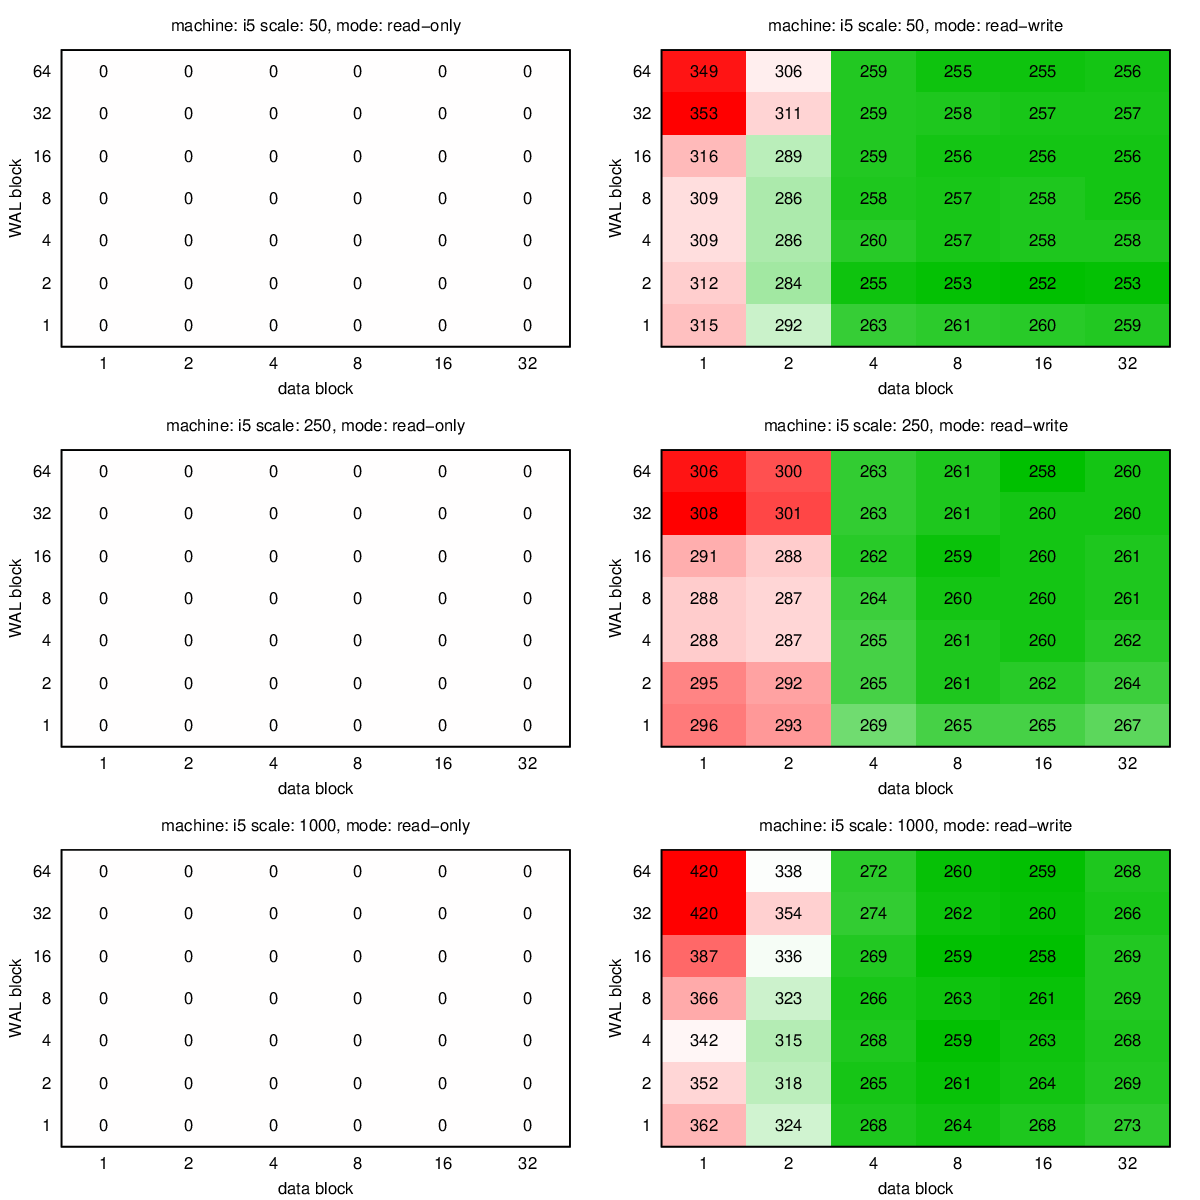 machine: i5 scale: 50, mode: read−only
64 0 0 0 0 0 0
32 0 0 0 0 0 0
16 0 0 0 0 0 0
8 0 0 0 0 0 0
4 0 0 0 0 0 0
2 0 0 0 0 0 0
1 0 0 0 0 0 0
WAL block
1 2 4 8 16 32
data block
machine: i5 scale: 50, mode: read−write
64 349 306 259 255 255 256
32 353 311 259 258 257 257
16 316 289 259 256 256 256
8 309 286 258 257 258 256
4 309 286 260 257 258 258
2 312 284 255 253 252 253
1 315 292 263 261 260 259
WAL block
1 2 4 8 16 32
data block
machine: i5 scale: 250, mode: read−only
64 0 0 0 0 0 0
32 0 0 0 0 0 0
16 0 0 0 0 0 0
8 0 0 0 0 0 0
4 0 0 0 0 0 0
2 0 0 0 0 0 0
1 0 0 0 0 0 0
WAL block
1 2 4 8 16 32
data block
machine: i5 scale: 250, mode: read−write
64 306 300 263 261 258 260
32 308 301 263 261 260 260
16 291 288 262 259 260 261
8 288 287 264 260 260 261
4 288 287 265 261 260 262
2 295 292 265 261 262 264
1 296 293 269 265 265 267
WAL block
1 2 4 8 16 32
data block
machine: i5 scale: 1000, mode: read−only
64 0 0 0 0 0 0
32 0 0 0 0 0 0
16 0 0 0 0 0 0
8 0 0 0 0 0 0
4 0 0 0 0 0 0
2 0 0 0 0 0 0
1 0 0 0 0 0 0
WAL block
1 2 4 8 16 32
data block
machine: i5 scale: 1000, mode: read−write
64 420 338 272 260 259 268
32 420 354 274 262 260 266
16 387 336 269 259 258 269
8 366 323 266 263 261 269
4 342 315 268 259 263 268
2 352 318 265 261 264 269
1 362 324 268 264 268 273
WAL block
1 2 4 8 16 32
data block